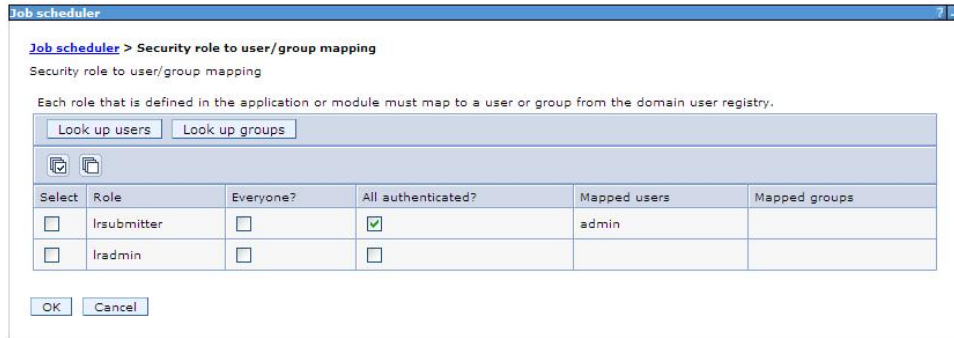 Job scheduler ?
Job scheduler > Security role to user/group mapping
Security role to user/group mapping
Each role that is defined in the application or module must map to a user or group from the domain user registry.
Look up users Look up groups
Select Role Everyone? All authenticated? Mapped users Mapped groups
lrsubmitter admin
lradmin
OK Cancel